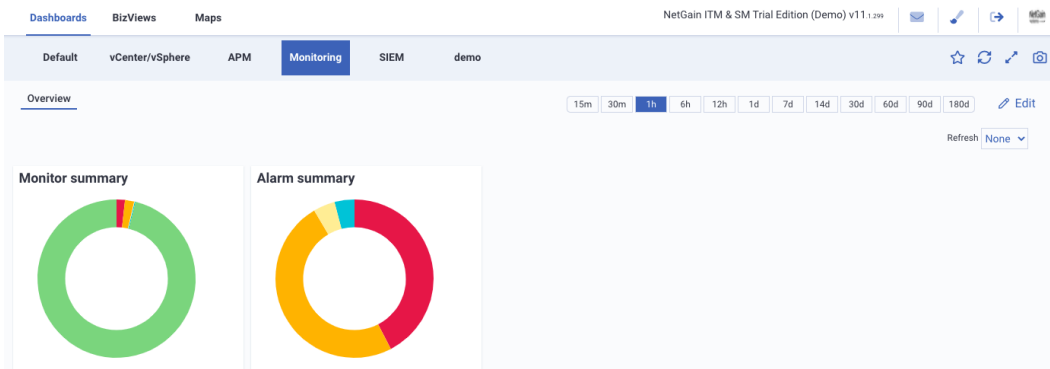 Dashboards BizViews Maps NetGain ITM & SM Trial Edition (Demo) v11.1.299
Default vCenter/vSphere APM Monitoring SIEM demo
Overview 15m 30m 1h 6h 12h 1d 7d 14d 30d 60d 90d 180d Edit
Refresh None
Monitor summary Alarm summary